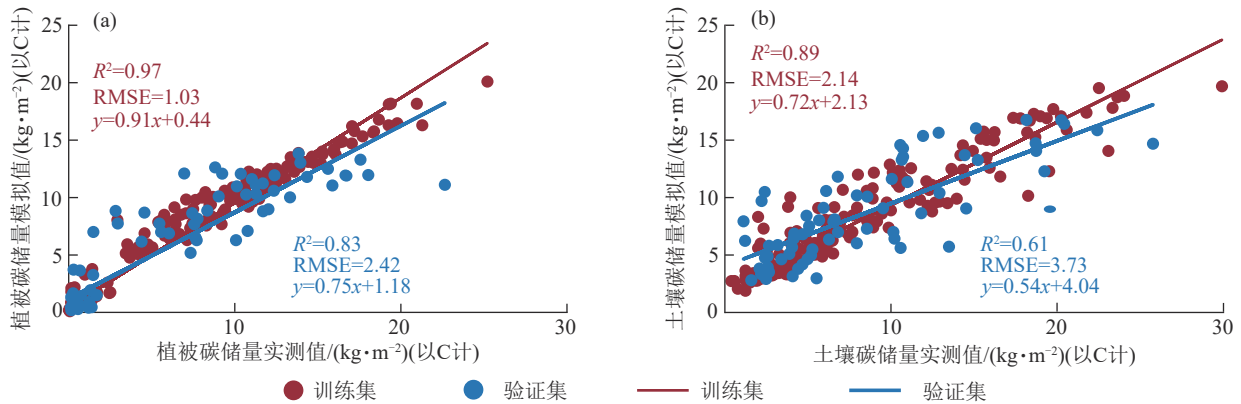 (a)
25
20
15
10
5
0
10
20
30
植被碳储量模拟值/(kg·m⁻²)(以C计)
R²=0.97
RMSE=1.03
y=0.91x+0.44
R²=0.83
RMSE=2.42
y=0.75x+1.18
植被碳储量实测值/(kg·m⁻²)(以C计)
(b)
25
20
15
10
5
0
10
20
30
土壤碳储量模拟值/(kg·m⁻²)(以C计)
R²=0.89
RMSE=2.14
y=0.72x+2.13
R²=0.61
RMSE=3.73
y=0.54x+4.04
土壤碳储量实测值/(kg·m⁻²)(以C计)
训练集 验证集 训练集 验证集